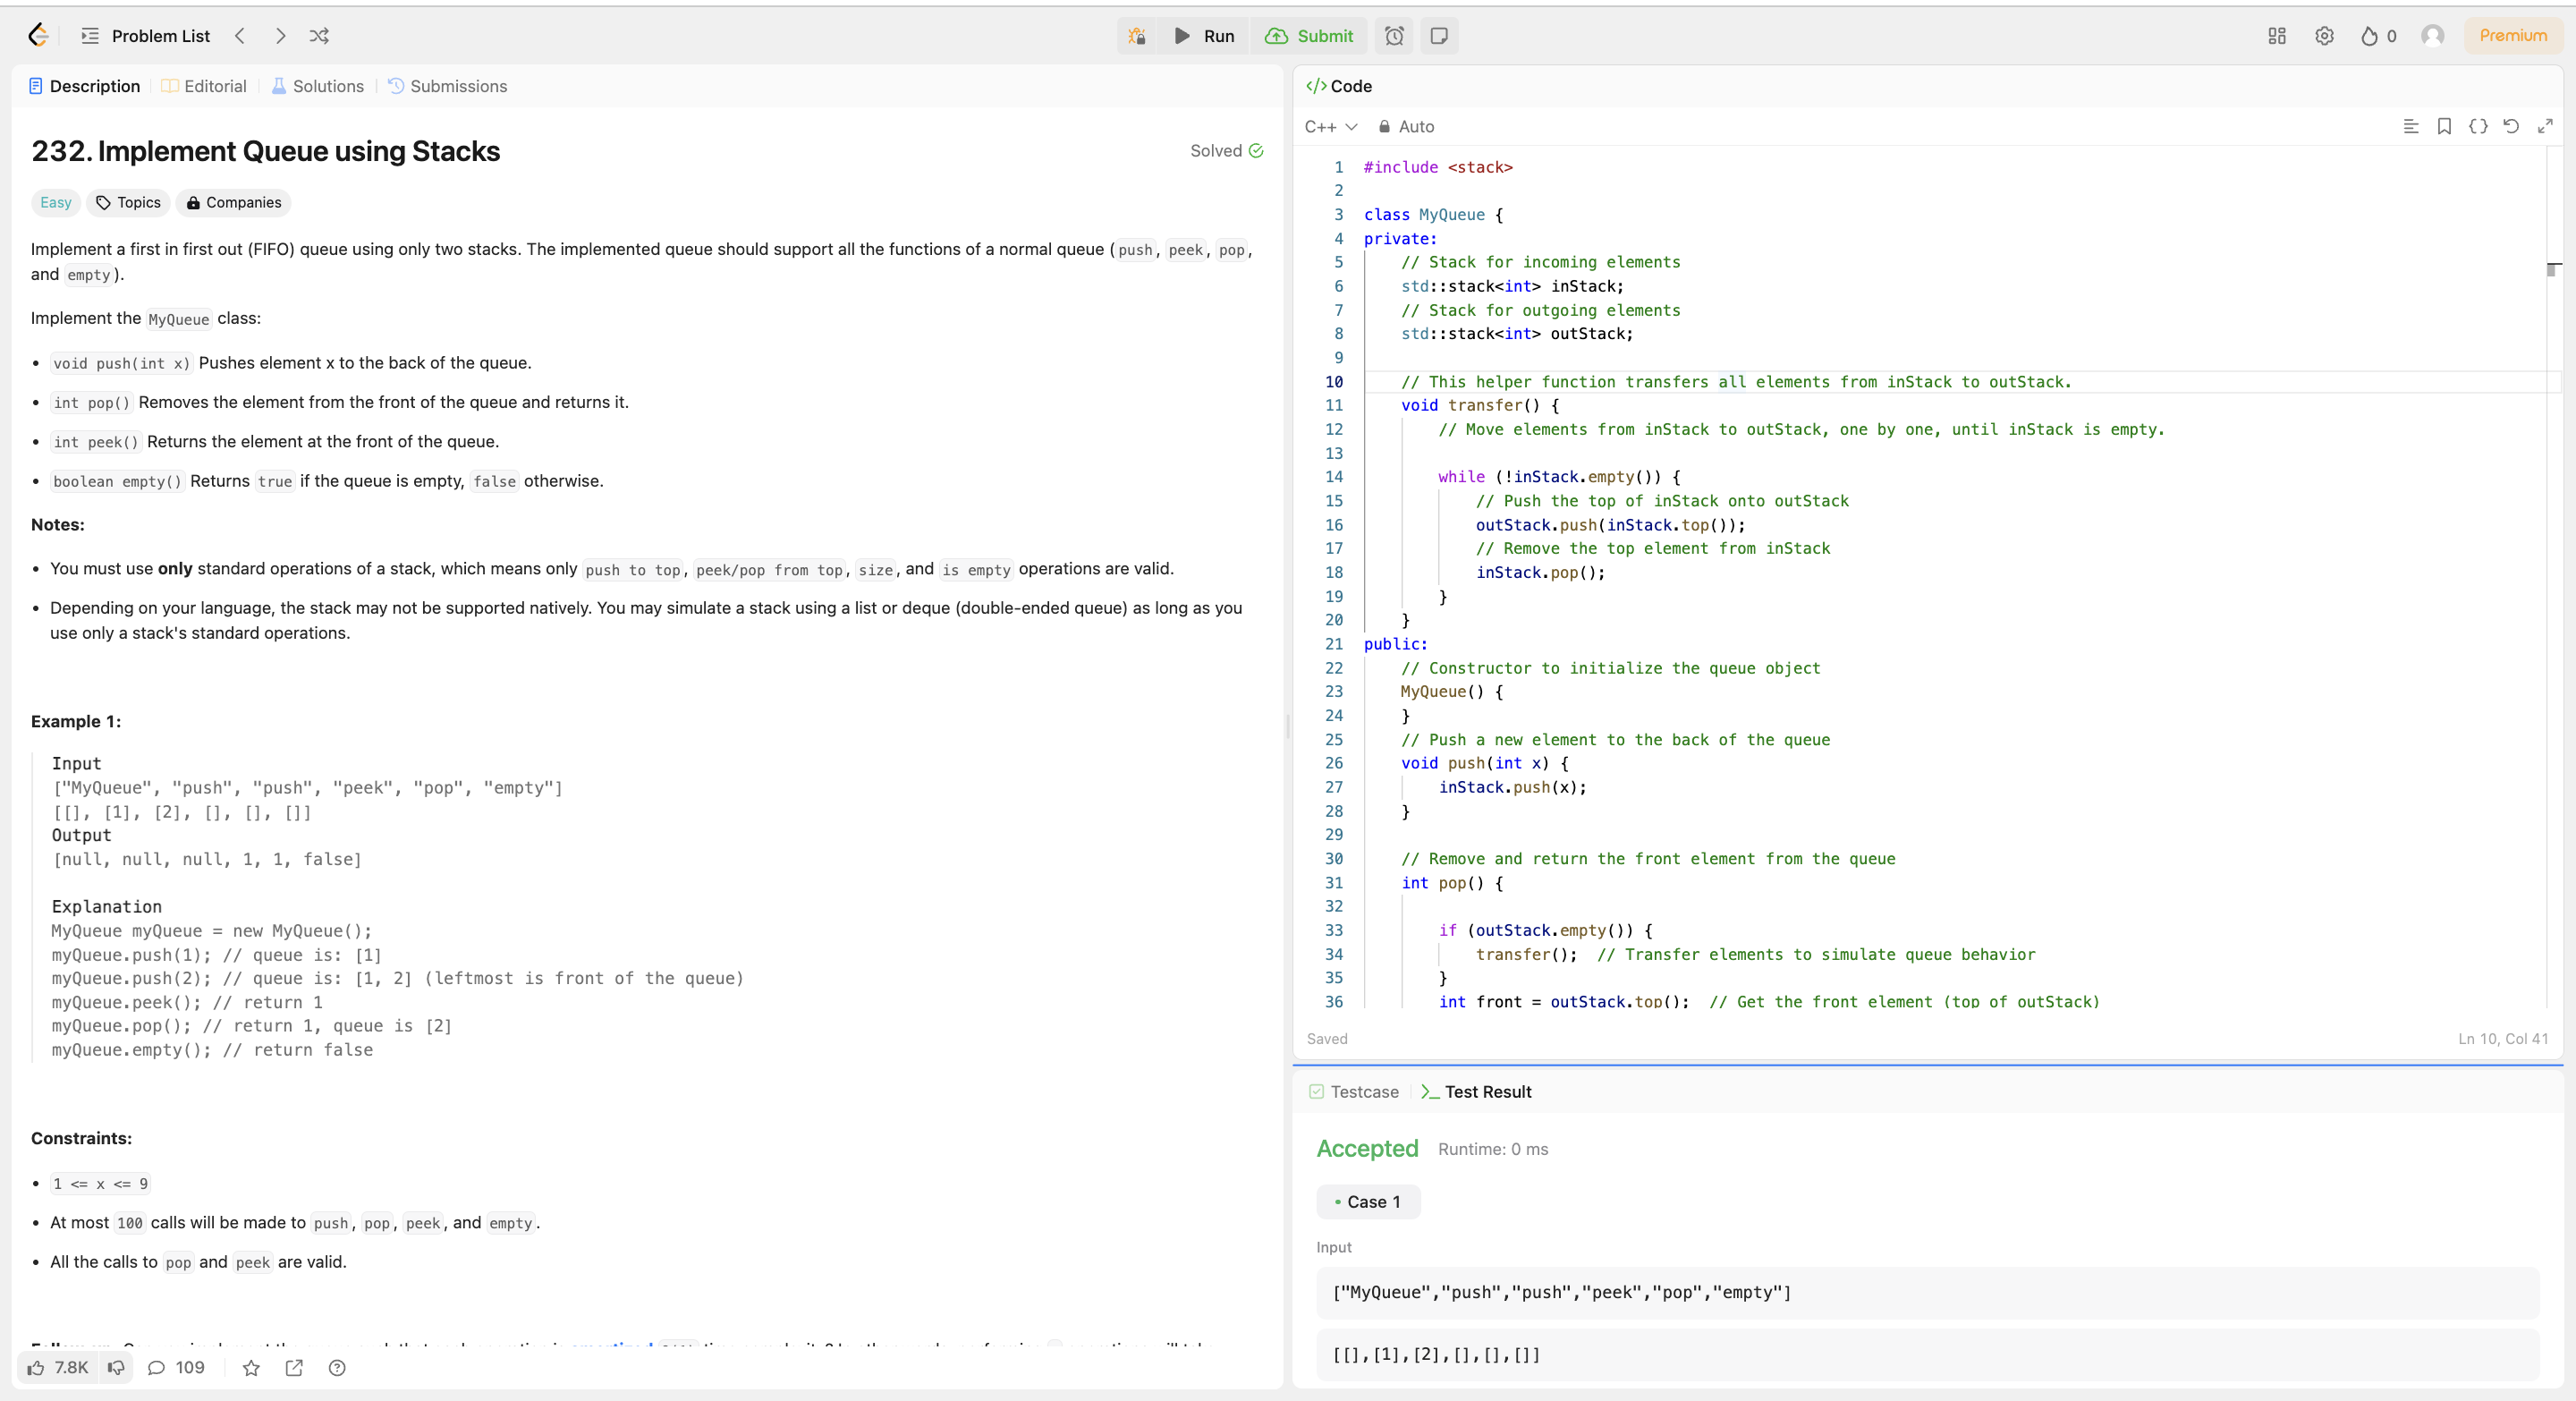 Problem List
Run
Submit
0
Premium
Description
Editorial
Solutions
Submissions
232. Implement Queue using Stacks
Solved
Easy
Topics
Companies
Implement a first in first out (FIFO) queue using only two stacks. The implemented queue should support all the functions of a normal queue (push, peek, pop,
and empty).
Implement the MyQueue class:
• void push(int x) Pushes element x to the back of the queue.
• int pop() Removes the element from the front of the queue and returns it.
• int peek() Returns the element at the front of the queue.
• boolean empty() Returns true if the queue is empty, false otherwise.
Notes:
• You must use only standard operations of a stack, which means only push to top, peek/pop from top, size, and is empty operations are valid.
• Depending on your language, the stack may not be supported natively. You may simulate a stack using a list or deque (double-ended queue) as long as you
use only a stack's standard operations.
Example 1:
Input
["MyQueue", "push", "push", "peek", "pop", "empty"]
[[], [1], [2], [], [], []]
Output
[null, null, null, 1, 1, false]
Explanation
MyQueue myQueue = new MyQueue();
myQueue.push(1); // queue is: [1]
myQueue.push(2); // queue is: [1, 2] (leftmost is front of the queue)
myQueue.peek(); // return 1
myQueue.pop(); // return 1, queue is [2]
myQueue.empty(); // return false
Constraints:
• 1 <= x <= 9
• At most 100 calls will be made to push, pop, peek, and empty.
• All the calls to pop and peek are valid.
7.8K
109
</> Code
C++
Auto
1 #include <stack>
2
3 class MyQueue {
4 private:
5 // Stack for incoming elements
6 std::stack<int> inStack;
7 // Stack for outgoing elements
8 std::stack<int> outStack;
9
10 // This helper function transfers all elements from inStack to outStack.
11 void transfer() {
12 // Move elements from inStack to outStack, one by one, until inStack is empty.
13
14 while (!inStack.empty()) {
15 // Push the top of inStack onto outStack
16 outStack.push(inStack.top());
17 // Remove the top element from inStack
18 inStack.pop();
19 }
20 }
21 public:
22 // Constructor to initialize the queue object
23 MyQueue() {
24 }
25 // Push a new element to the back of the queue
26 void push(int x) {
27 inStack.push(x);
28 }
29
30 // Remove and return the front element from the queue
31 int pop() {
32
33 if (outStack.empty()) {
34 transfer(); // Transfer elements to simulate queue behavior
35 }
36 int front = outStack.top(); // Get the front element (top of outStack)
Saved
Ln 10, Col 41
Testcase
Test Result
Accepted
Runtime: 0 ms
• Case 1
Input
["MyQueue","push","push","peek","pop","empty"]
[[],[1],[2],[],[],[]]